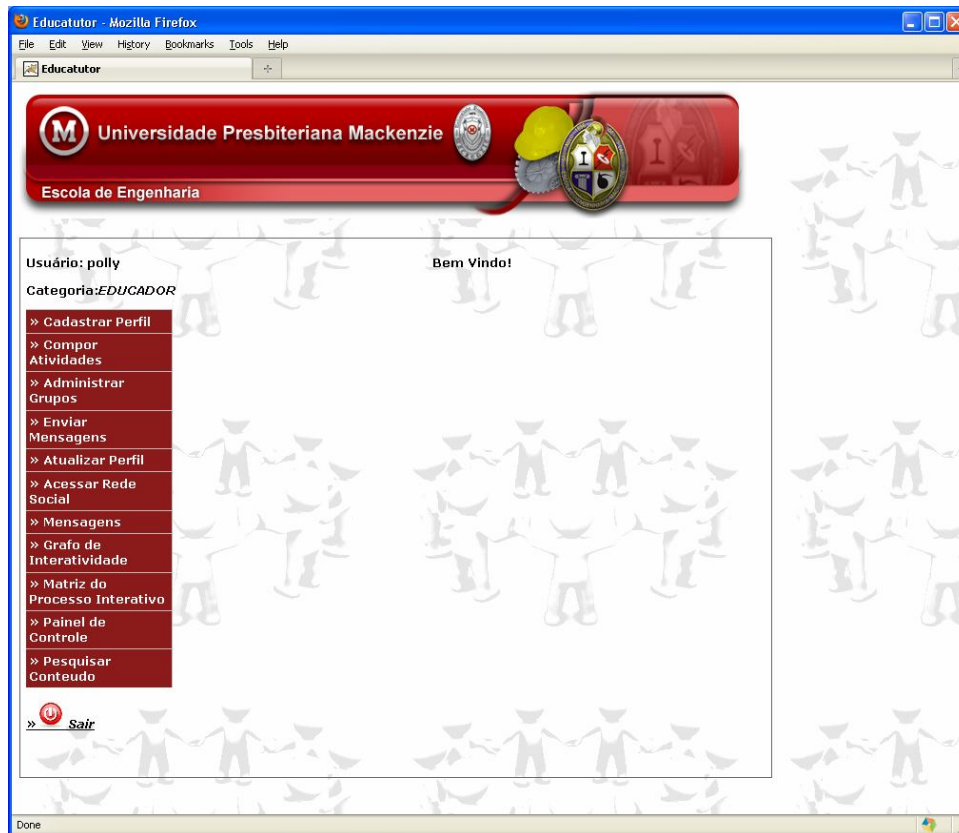 Educatutor - Mozilla Firefox
File Edit View History Bookmarks Tools Help
Educatutor
M Universidade Presbiteriana Mackenzie
Escola de Engenharia
Usuário: polly
Bem Vindo!
Categoria:EDUCADOR
» Cadastrar Perfil
» Compor
Atividades
» Administrar
Grupos
» Enviar
Mensagens
» Atualizar Perfil
» Acessar Rede
Social
» Mensagens
» Grafo de
Interatividade
» Matriz do
Processo Interativo
» Painel de
Controle
» Pesquisar
Conteudo
» Sair
Done